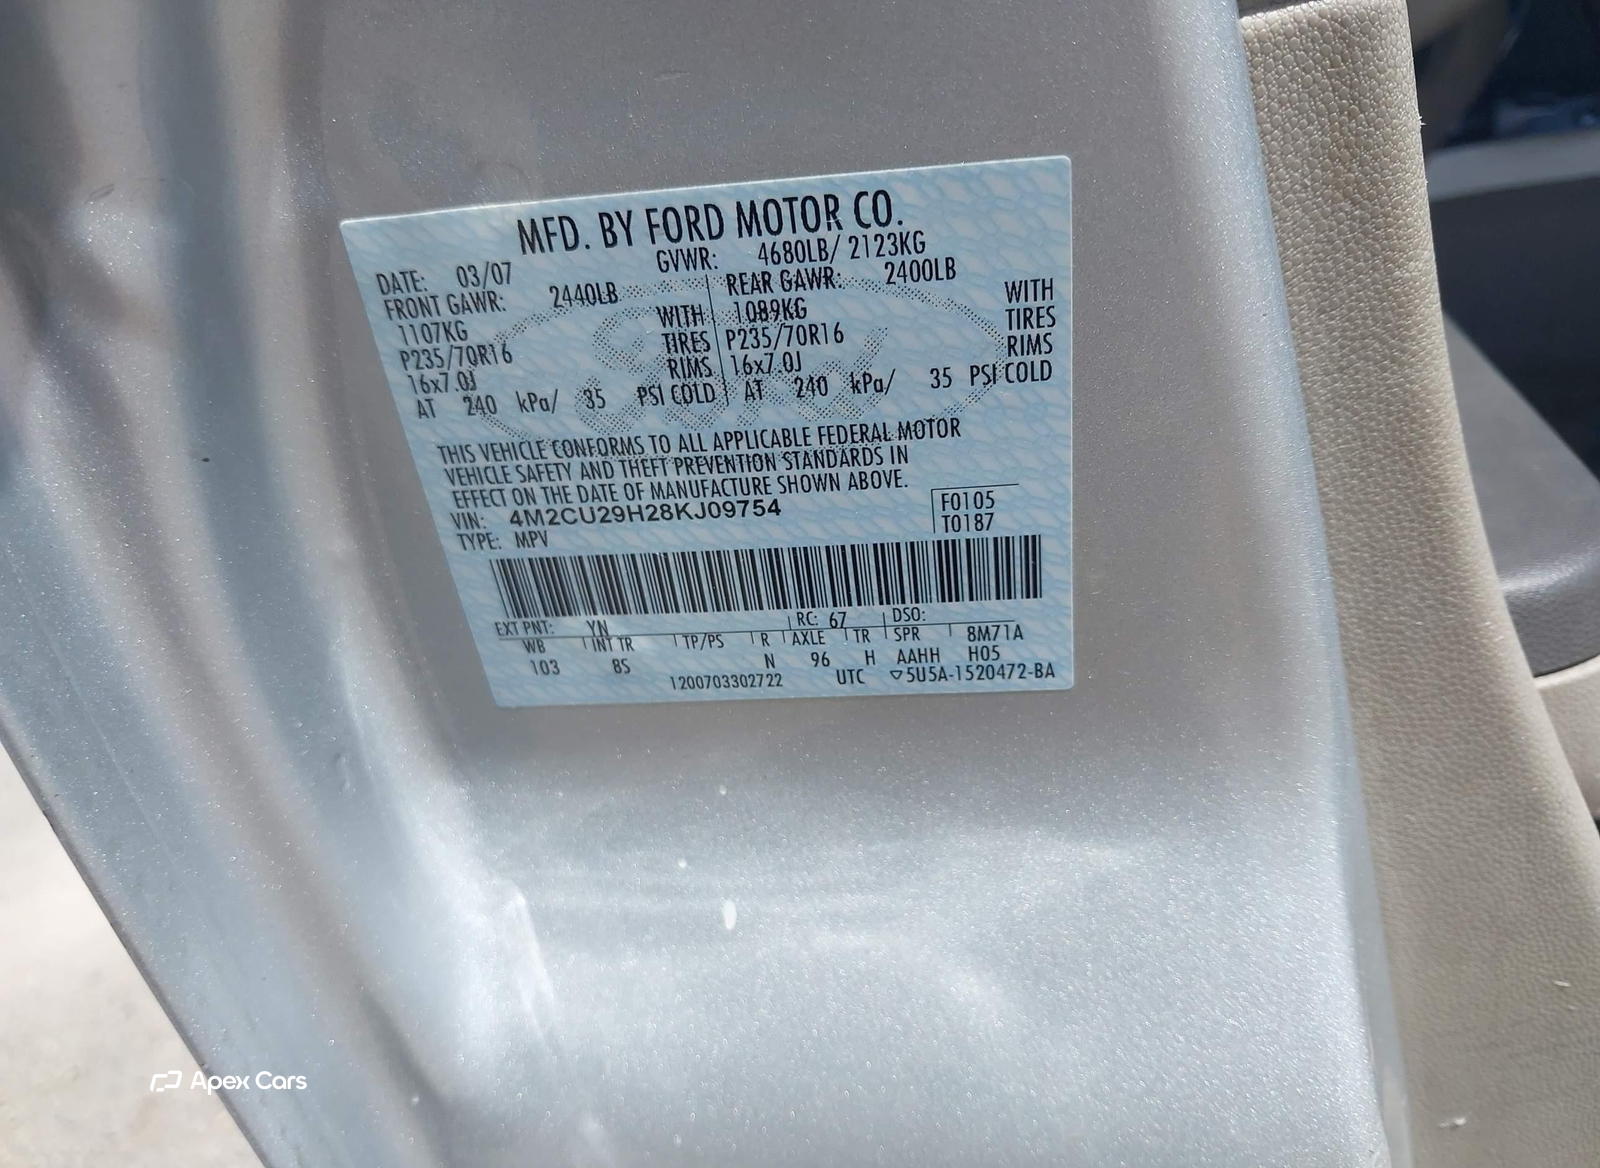 MFD. BY FORD MOTOR CO.
DATE: 03/07 GVWR: 4680LB/ 2123KG
FRONT GAWR: 2440LB REAR GAWR: 2400LB
1107KG WITH 1089KG WITH
P235/70R16 TIRES P235/70R16 TIRES
16x7.0J RIMS 16x7.0J RIMS
AT 240 kPa/ 35 PSI COLD AT 240 kPa/ 35 PSI COLD
THIS VEHICLE CONFORMS TO ALL APPLICABLE FEDERAL MOTOR
VEHICLE SAFETY AND THEFT PREVENTION STANDARDS IN
EFFECT ON THE DATE OF MANUFACTURE SHOWN ABOVE.
VIN: 4M2CU29H28KJ09754 F0105
TYPE: MPV T0187
EXT PNT: YN RC: 67 DSO:
WB INT TR TP/PS R AXLE TR SPR 8M71A
103 8S N 96 H AAHH H05
1200703302722 UTC ▽5U5A-1520472-BA
Apex Cars